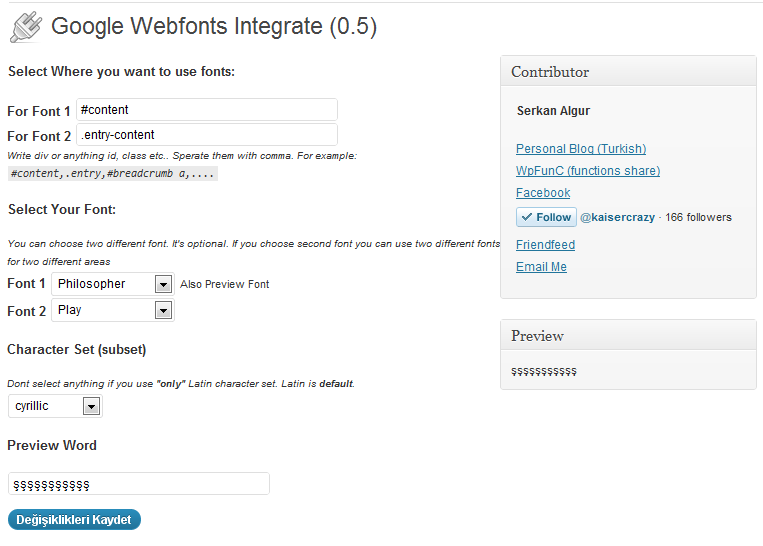 Google Webfonts Integrate (0.5)
Select Where you want to use fonts:
For Font 1 #content
For Font 2 .entry-content
Write div or anything id, class etc.. Sperate them with comma. For example:
#content,.entry,#breadcrumb a,....
Select Your Font:
You can choose two different font. It's optional. If you choose second font you can use two different fonts
for two different areas
Font 1 Philosopher Also Preview Font
Font 2 Play
Character Set (subset)
Dont select anything if you use "only" Latin character set. Latin is default.
cyrillic
Preview Word
şşşşşşşşşşş
Değişiklikleri Kaydet
Contributor
Serkan Algur
Personal Blog (Turkish)
WpFunC (functions share)
Facebook
Follow @kaisercrazy · 166 followers
Friendfeed
Email Me
Preview
şşşşşşşşşşş